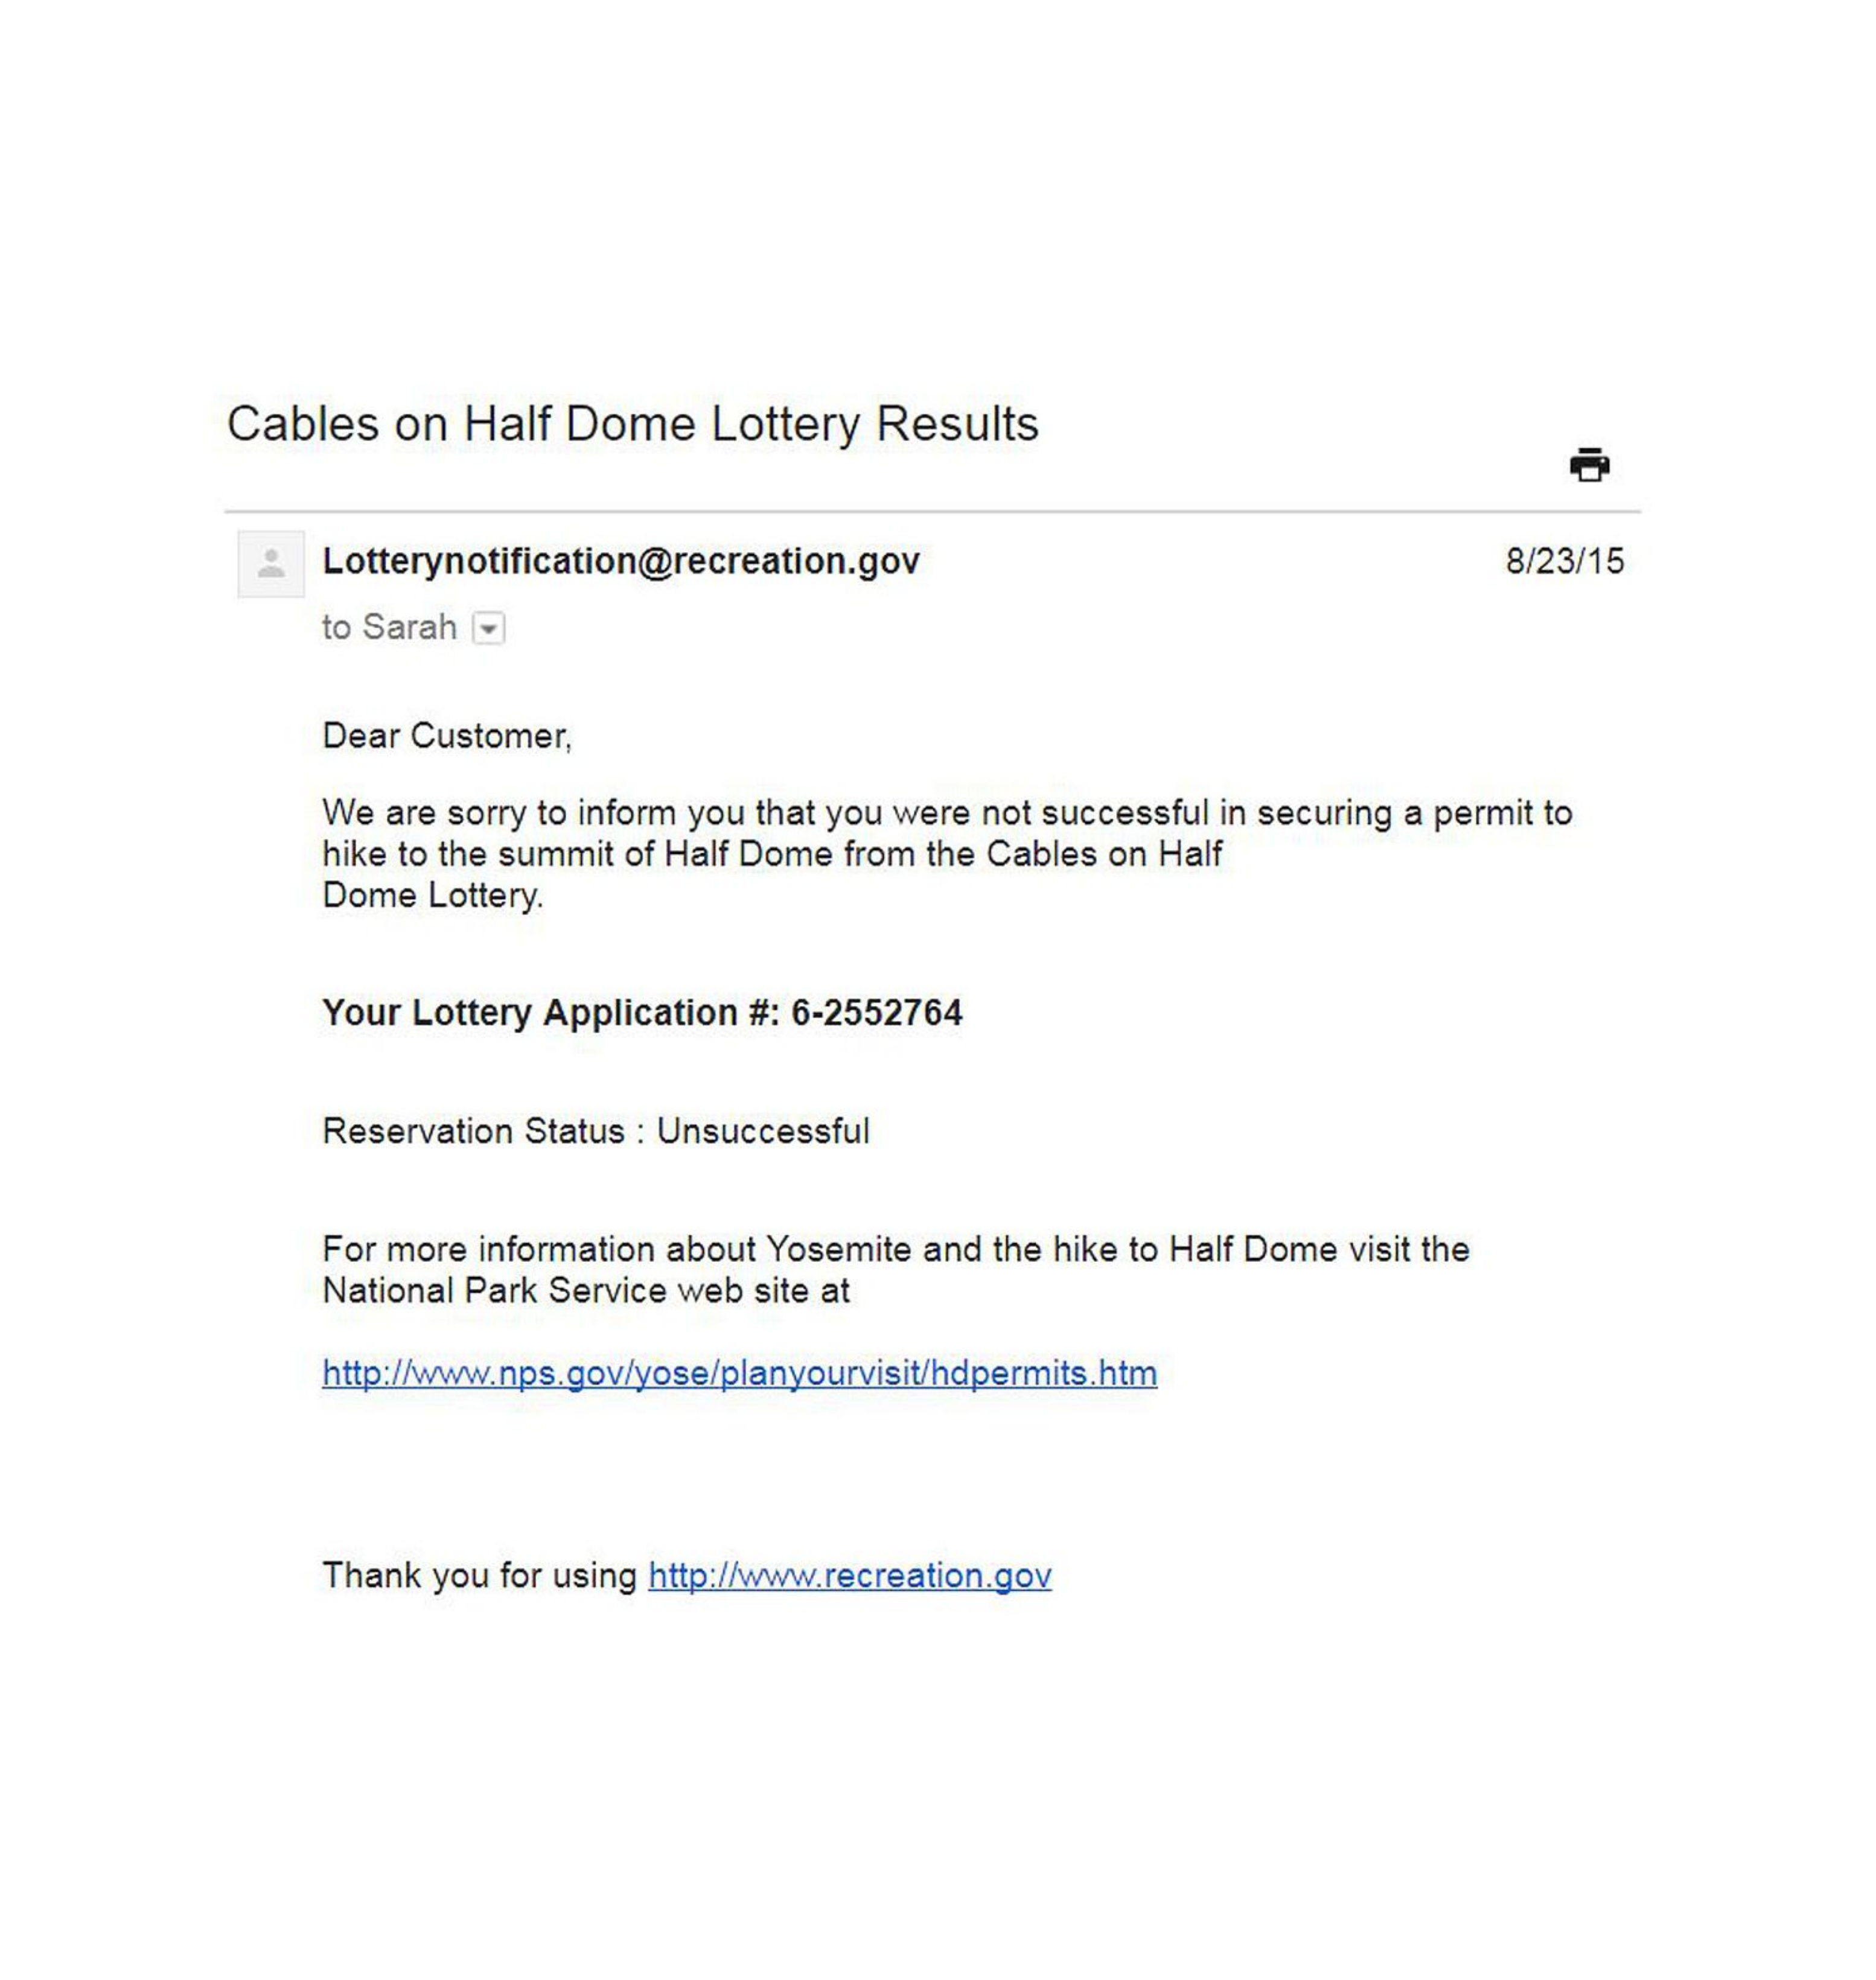 Cables on Half Dome Lottery Results
Lotterynotification@recreation.gov 8/23/15
to Sarah
Dear Customer,
We are sorry to inform you that you were not successful in securing a permit to
hike to the summit of Half Dome from the Cables on Half
Dome Lottery.
Your Lottery Application #: 6-2552764
Reservation Status : Unsuccessful
For more information about Yosemite and the hike to Half Dome visit the
National Park Service web site at
http://www.nps.gov/yose/planyourvisit/hdpermits.htm
Thank you for using http://www.recreation.gov